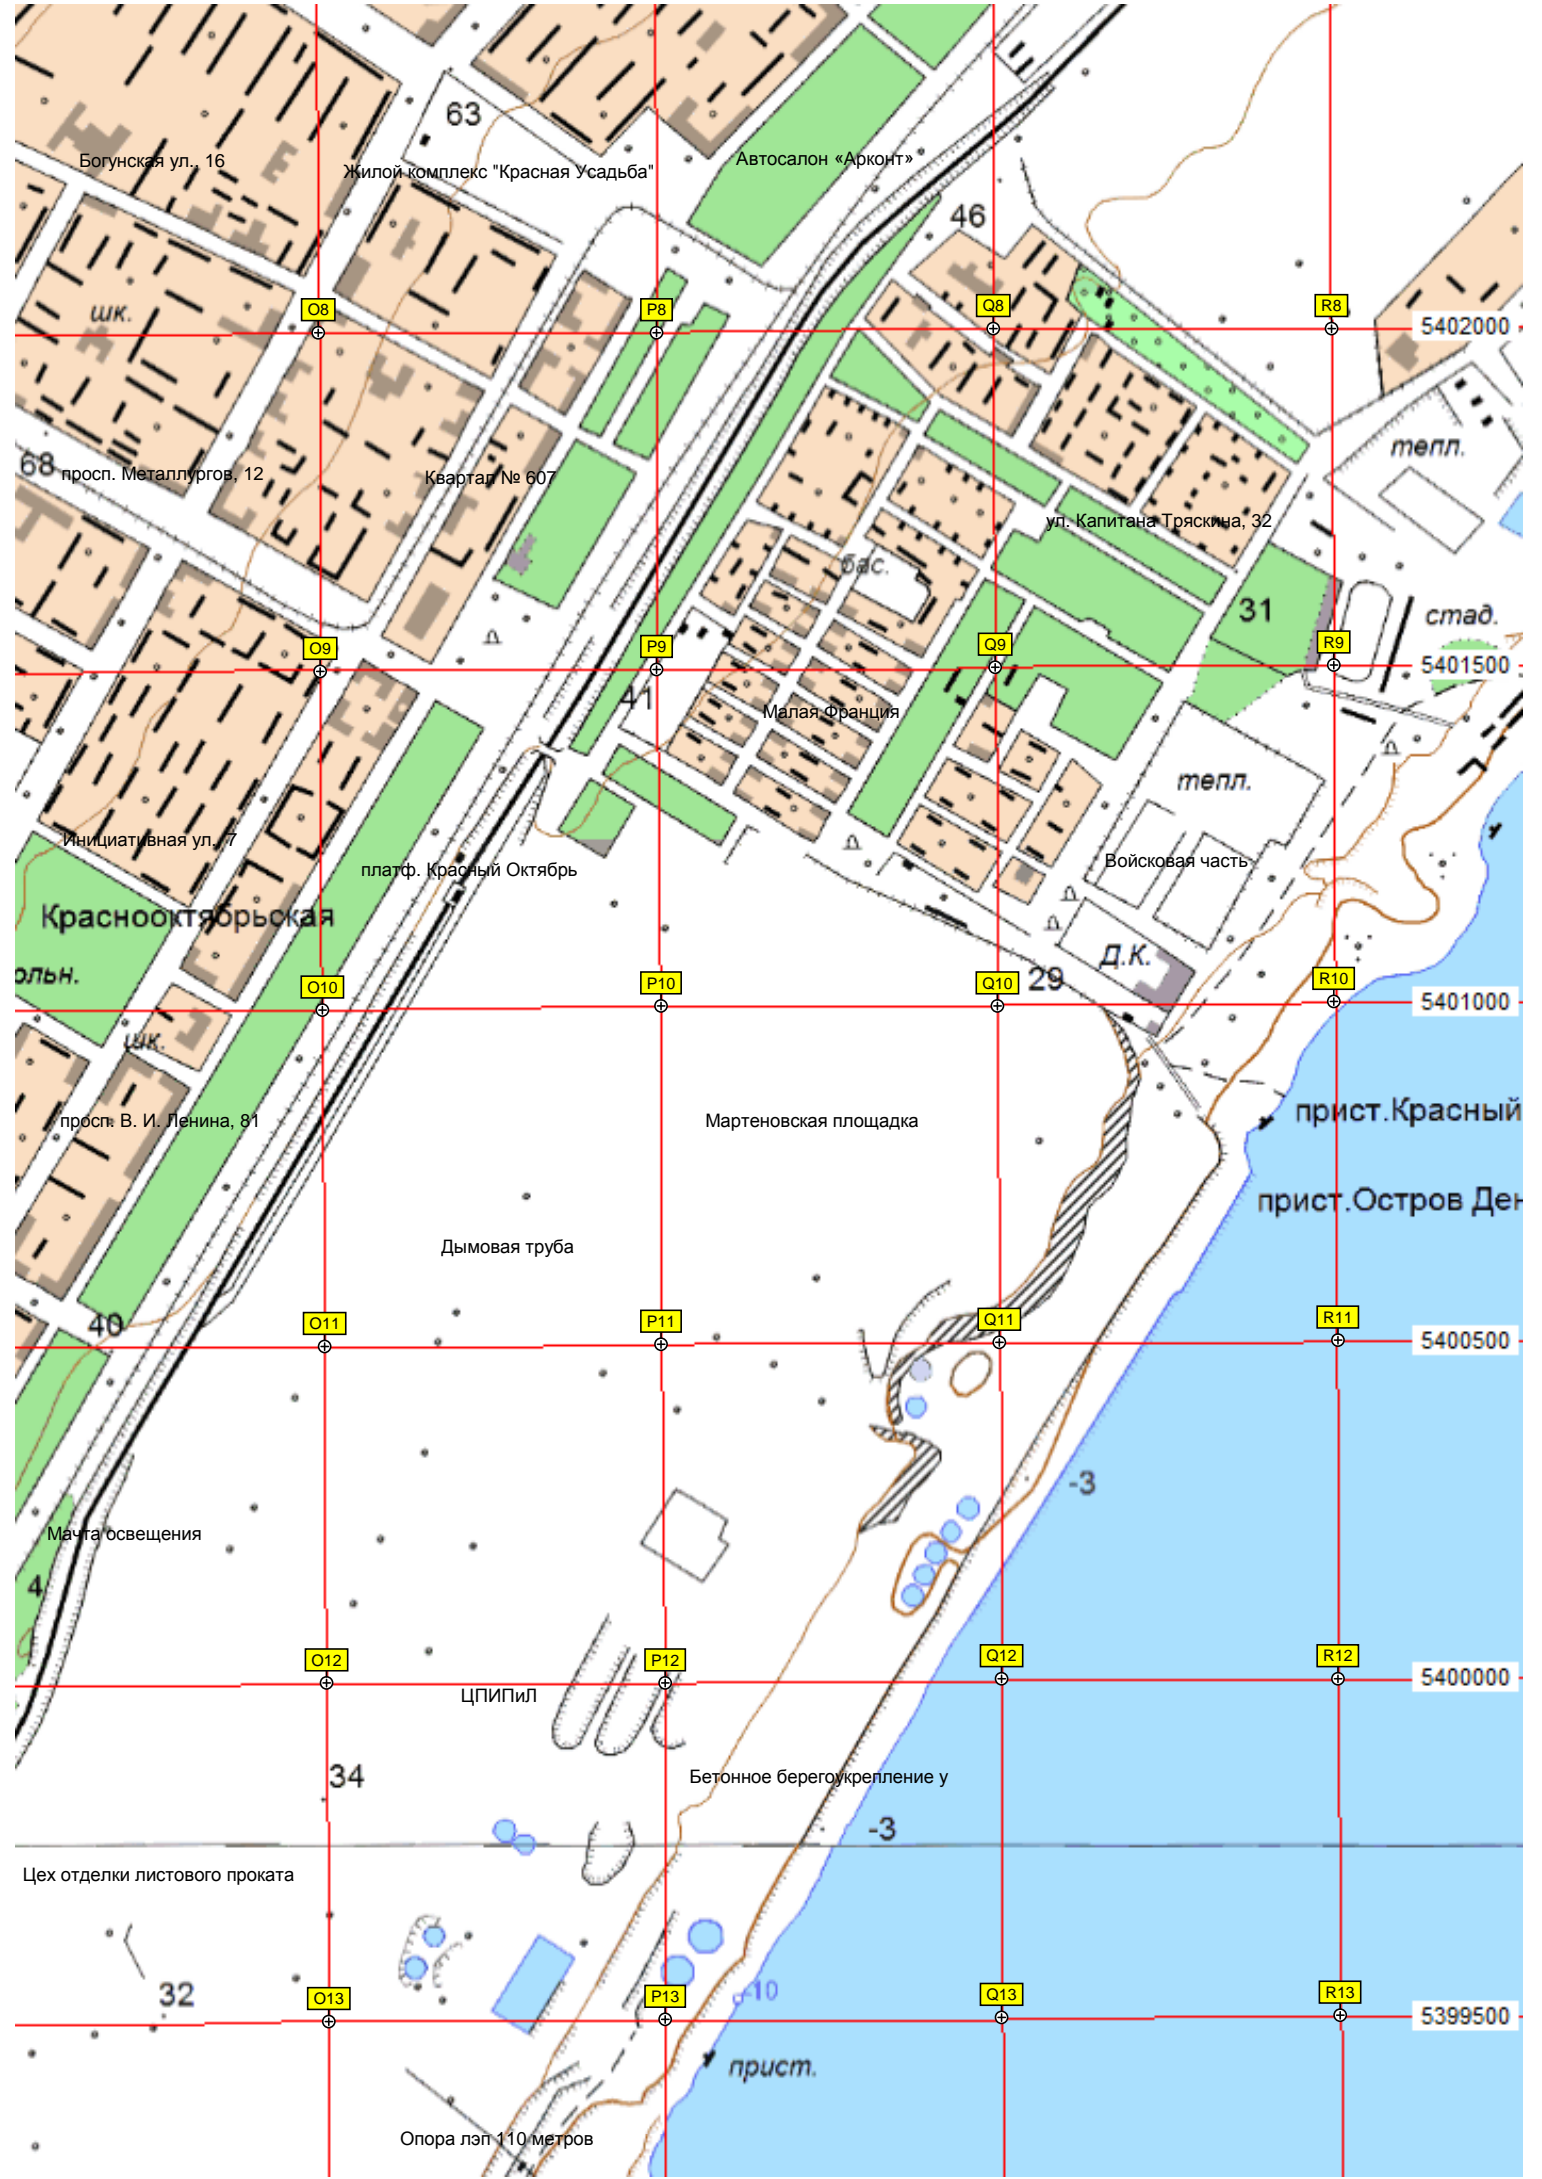 63
Богунская ул., 16
Жилой комплекс "Красная Усадьба"
Автосалон «Арконт»
46
шк.
O8
P8
Q8
R8
5402000
тепл.
68
просп. Металлургов, 12
Квартал № 607
ул. Капитана Тряскина, 32
бас.
31
стад.
O9
P9
Q9
R9
5401500
41
Малая Франция
тепл.
Инициативная ул., 7
платф. Красный Октябрь
Войсковая часть
Краснооктябрьская
ольн.
Д.К.
29
O10
P10
Q10
R10
5401000
шк.
просп. В. И. Ленина, 81
Мартеновская площадка
прист.Красный
прист.Остров Ден
Дымовая труба
40
O11
P11
Q11
R11
5400500
-3
Мачта освещения
4
O12
P12
Q12
R12
5400000
ЦПИПиЛ
34
Бетонное берегоукрепление у
-3
Цех отделки листового проката
32
-10
O13
P13
Q13
R13
5399500
прист.
Опора лэп 110 метров